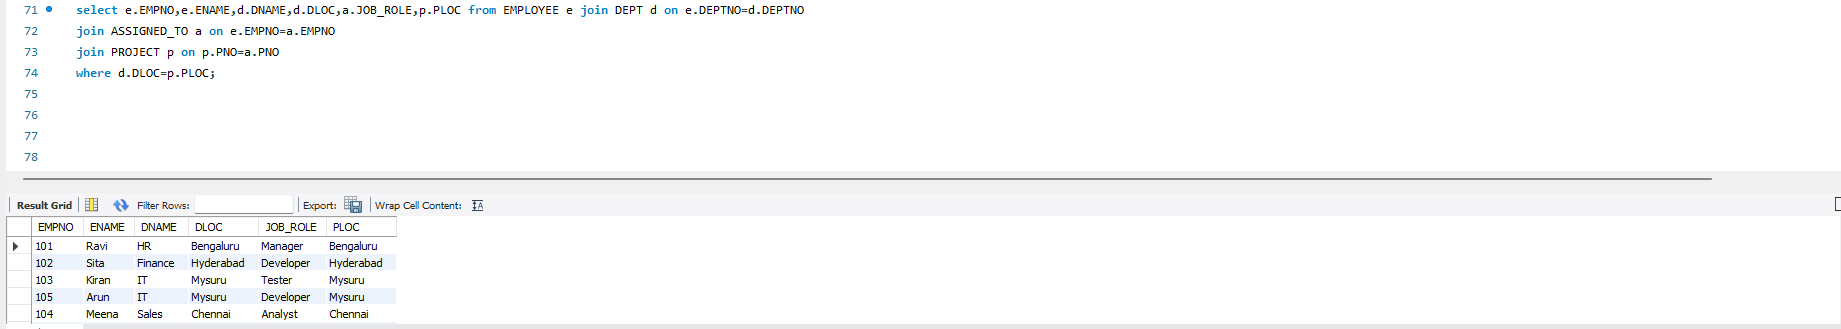 71 select e.EMPNO,e.ENAME,d.DNAME,d.DLOC,a.JOB_ROLE,p.PLOC from EMPLOYEE e join DEPT d on e.DEPTNO=d.DEPTNO
72 join ASSIGNED_TO a on e.EMPNO=a.EMPNO
73 join PROJECT p on p.PNO=a.PNO
74 where d.DLOC=p.PLOC;
75
76
77
78
Result Grid Filter Rows: Export: Wrap Cell Content:
EMPNO ENAME DNAME DLOC JOB_ROLE PLOC
101 Ravi HR Bengaluru Manager Bengaluru
102 Sita Finance Hyderabad Developer Hyderabad
103 Kiran IT Mysuru Tester Mysuru
105 Arun IT Mysuru Developer Mysuru
104 Meena Sales Chennai Analyst Chennai